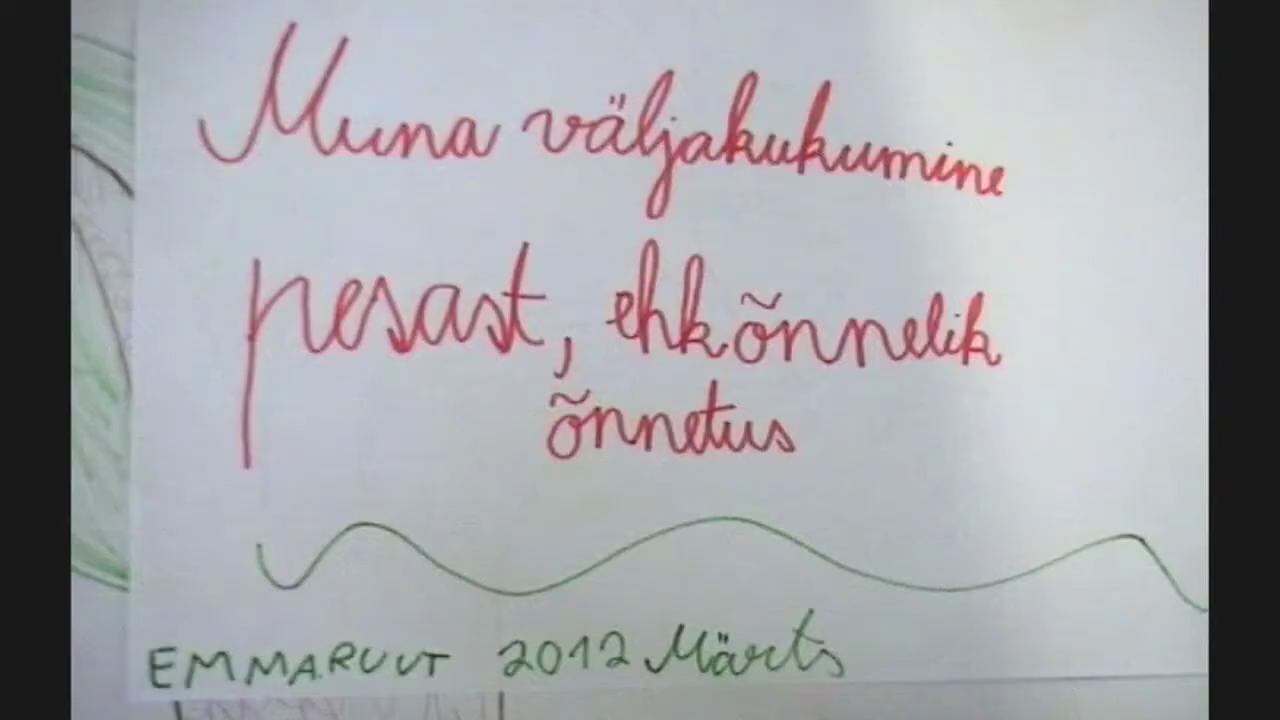 Muna väljakukumine
pesast, ehk õnnelik
õnnetus
EMMARUUT 2012 Märts